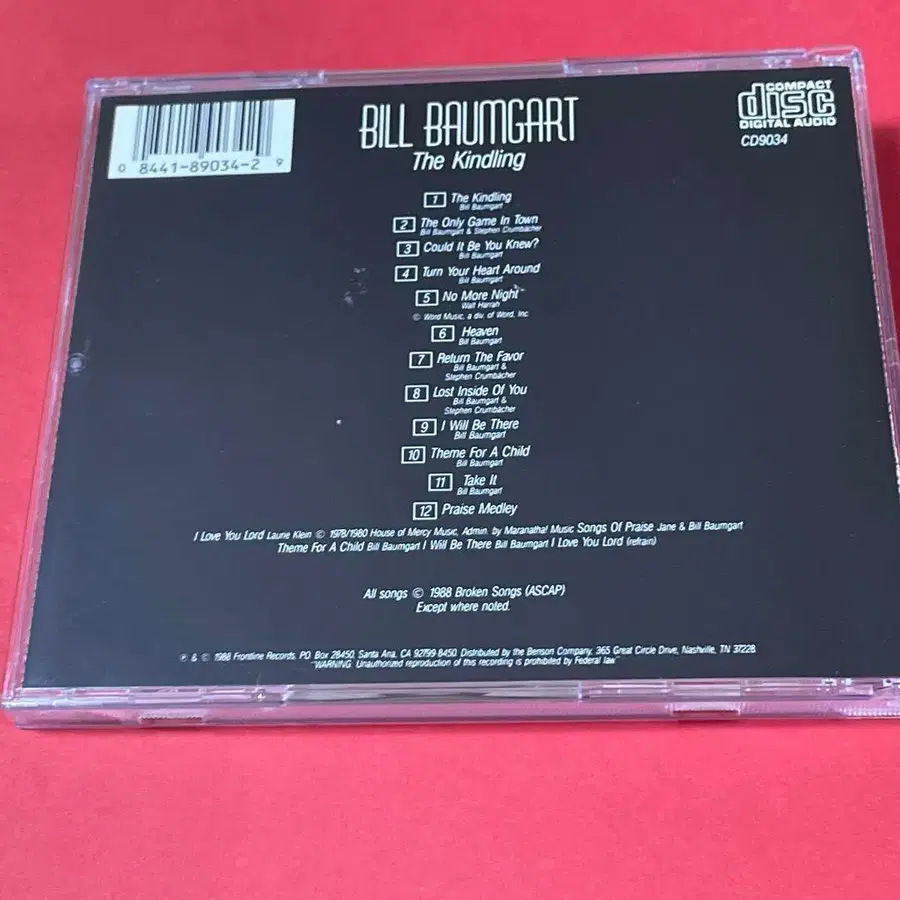 0 8441-89034-2 9
BILL BAUMGART
The Kindling
COMPACT
disc
DIGITAL AUDIO
CD9034
1 The Kindling
Bill Baumgart
2 The Only Game In Town
Bill Baumgart & Stephen Crumbacher
3 Could It Be You Knew?
Bill Baumgart
4 Turn Your Heart Around
Bill Baumgart
5 No More Night
Walt Harrah
© Word Music, a div. of Word, Inc.
6 Heaven
Bill Baumgart
7 Return The Favor
Bill Baumgart &
Stephen Crumbacher
8 Lost Inside Of You
Bill Baumgart &
Stephen Crumbacher
9 I Will Be There
Bill Baumgart
10 Theme For A Child
Bill Baumgart
11 Take It
Bill Baumgart
12 Praise Medley
I Love You Lord Laurie Klein © 1978/1980 House of Mercy Music, Admin. by Maranatha! Music Songs Of Praise Jane & Bill Baumgart
Theme For A Child Bill Baumgart I Will Be There Bill Baumgart I Love You Lord (refrain)
All songs © 1988 Broken Songs (ASCAP)
Except where noted.
℗ & © 1988 Frontline Records, P.O. Box 28450, Santa Ana, CA 92799-8450. Distributed by the Benson Company, 365 Great Circle Drive, Nashville, TN 37228.
"WARNING: Unauthorized reproduction of this recording is prohibited by Federal law"